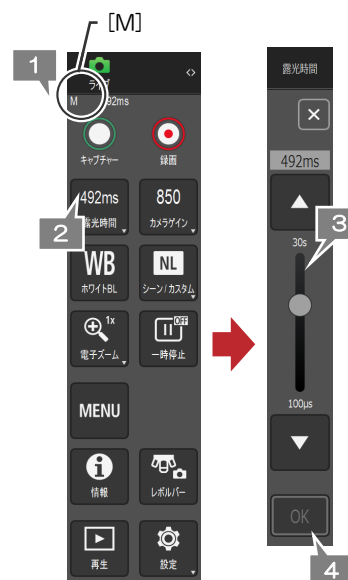 [M]
1
ライブ
M 492ms
キャプチャー
録画
492ms
露光時間
850
カメラゲイン
2
WB
ホワイトBL
NL
シーン/カスタム
1x
電子ズーム
OFF
一時停止
MENU
情報
レボルバー
再生
設定
露光時間
492ms
3
30s
100µs
OK
4